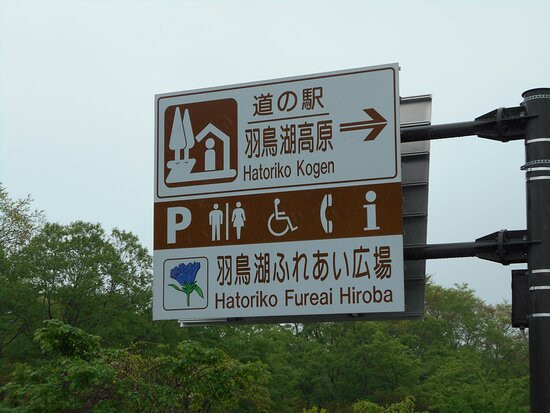 道の駅
羽鳥湖高原
Hatoriko Kogen
P
羽鳥湖ふれあい広場
Hatoriko Fureai Hiroba